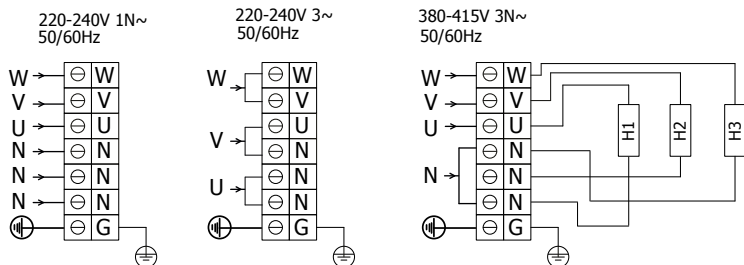 220-240V 1N~
50/60Hz
W W
V V
U U
N N
N N
N N
G
220-240V 3~
50/60Hz
W W
V
V U
N
U N
N
G
380-415V 3N~
50/60Hz
W W
V V
U U
N N
N
N
G
H1 H2 H3